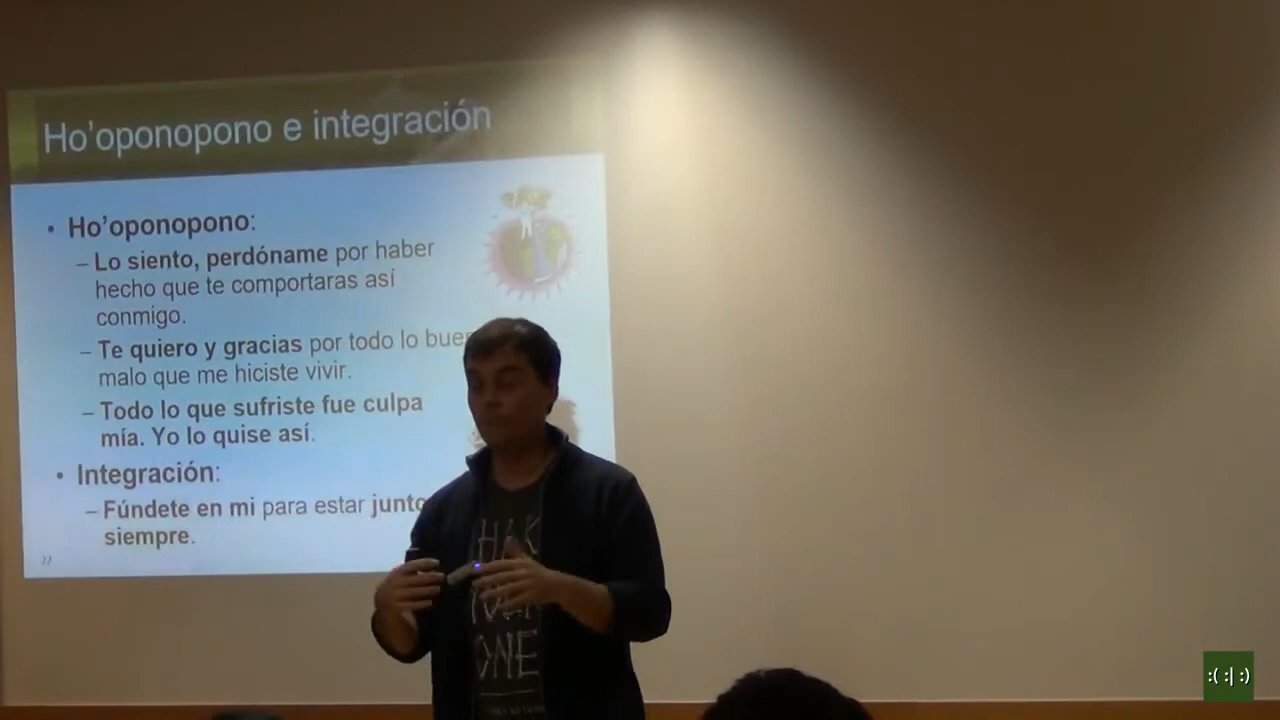 Ho'oponopono e integración
• Ho'oponopono:
– Lo siento, perdóname por haber
hecho que te comportaras así
conmigo.
– Te quiero y gracias por todo lo
malo que me hiciste vivir.
– Todo lo que sufriste fue culpa
mía. Yo lo quise así.
• Integración:
– Fúndete en mi para estar
siempre.
ONE
:( :| :)